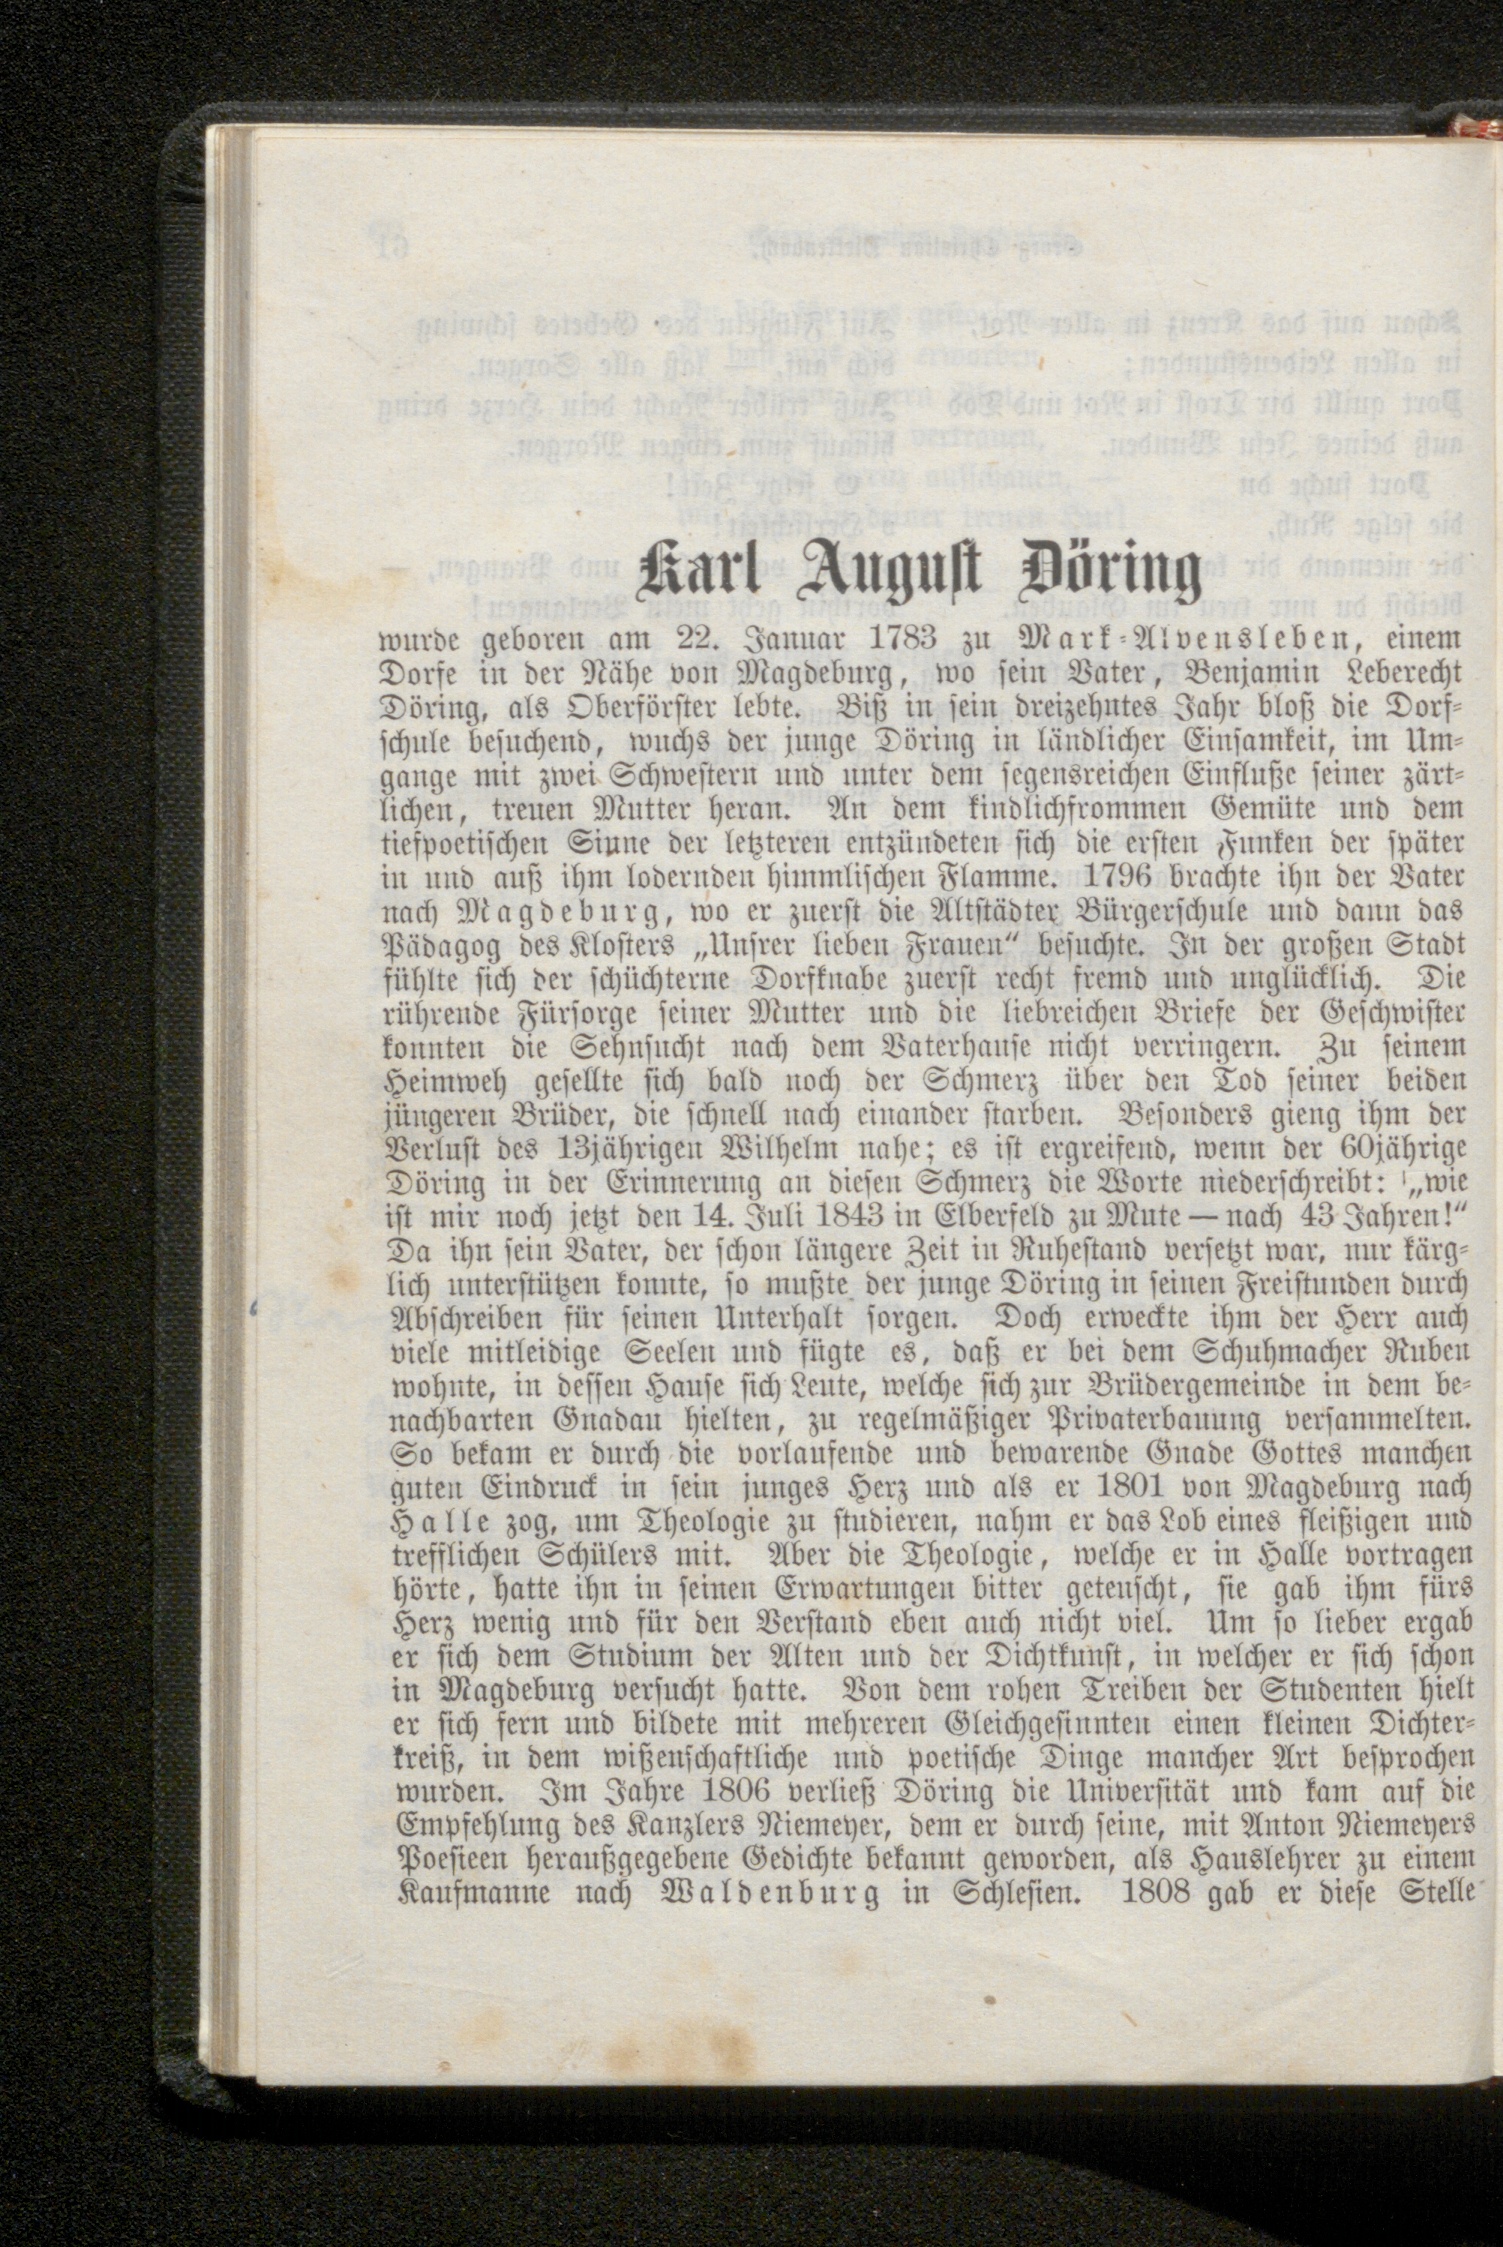 Karl August Döring
wurde geboren am 22. Januar 1783 zu Mark-Alvensleben, einem
Dorfe in der Nähe von Magdeburg, wo sein Vater, Benjamin Leberecht
Döring, als Oberförster lebte. Biß in sein dreizehntes Jahr bloß die Dorf-
schule besuchend, wuchs der junge Döring in ländlicher Einsamkeit, im Um-
gange mit zwei Schwestern und unter dem segensreichen Einfluße seiner zärt-
lichen, treuen Mutter heran. An dem kindlichfrommen Gemüte und dem
tiefpoetischen Sinne der letzteren entzündeten sich die ersten Funken der später
in und auß ihm lodernden himmlischen Flamme. 1796 brachte ihn der Vater
nach Magdeburg, wo er zuerst die Altstädter Bürgerschule und dann das
Pädagog des Klosters „Unsrer lieben Frauen“ besuchte. In der großen Stadt
fühlte sich der schüchterne Dorfknabe zuerst recht fremd und unglücklich. Die
rührende Fürsorge seiner Mutter und die liebreichen Briefe der Geschwister
konnten die Sehnsucht nach dem Vaterhause nicht verringern. Zu seinem
Heimweh gesellte sich bald noch der Schmerz über den Tod seiner beiden
jüngeren Brüder, die schnell nach einander starben. Besonders gieng ihm der
Verlust des 13jährigen Wilhelm nahe; es ist ergreifend, wenn der 60jährige
Döring in der Erinnerung an diesen Schmerz die Worte niederschreibt: „wie
ist mir noch jetzt den 14. Juli 1843 in Elberfeld zu Mute — nach 43 Jahren!“
Da ihn sein Vater, der schon längere Zeit in Ruhestand versetzt war, nur kärg-
lich unterstützen konnte, so mußte der junge Döring in seinen Freistunden durch
Abschreiben für seinen Unterhalt sorgen. Doch erweckte ihm der Herr auch
viele mitleidige Seelen und fügte es, daß er bei dem Schuhmacher Ruben
wohnte, in dessen Hause sich Leute, welche sich zur Brüdergemeinde in dem be-
nachbarten Gnadau hielten, zu regelmäßiger Privaterbauung versammelten.
So bekam er durch die vorlaufende und bewarende Gnade Gottes manchen
guten Eindruck in sein junges Herz und als er 1801 von Magdeburg nach
Halle zog, um Theologie zu studieren, nahm er das Lob eines fleißigen und
trefflichen Schülers mit. Aber die Theologie, welche er in Halle vortragen
hörte, hatte ihn in seinen Erwartungen bitter geteuscht, sie gab ihm fürs
Herz wenig und für den Verstand eben auch nicht viel. Um so lieber ergab
er sich dem Studium der Alten und der Dichtkunst, in welcher er sich schon
in Magdeburg versucht hatte. Von dem rohen Treiben der Studenten hielt
er sich fern und bildete mit mehreren Gleichgesinnten einen kleinen Dichter-
kreiß, in dem wißenschaftliche und poetische Dinge mancher Art besprochen
wurden. Im Jahre 1806 verließ Döring die Universität und kam auf die
Empfehlung des Kanzlers Niemeyer, dem er durch seine, mit Anton Niemeyers
Poesieen heraußgegebene Gedichte bekannt geworden, als Hauslehrer zu einem
Kaufmanne nach Waldenburg in Schlesien. 1808 gab er diese Stelle